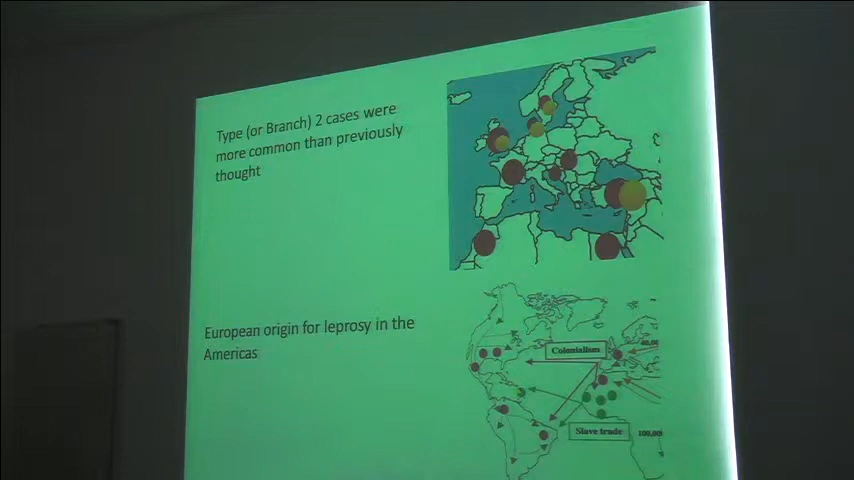 Type (or Branch) 2 cases were
more common than previously
thought
European origin for leprosy in the
Americas
Colonialism
Slave trade